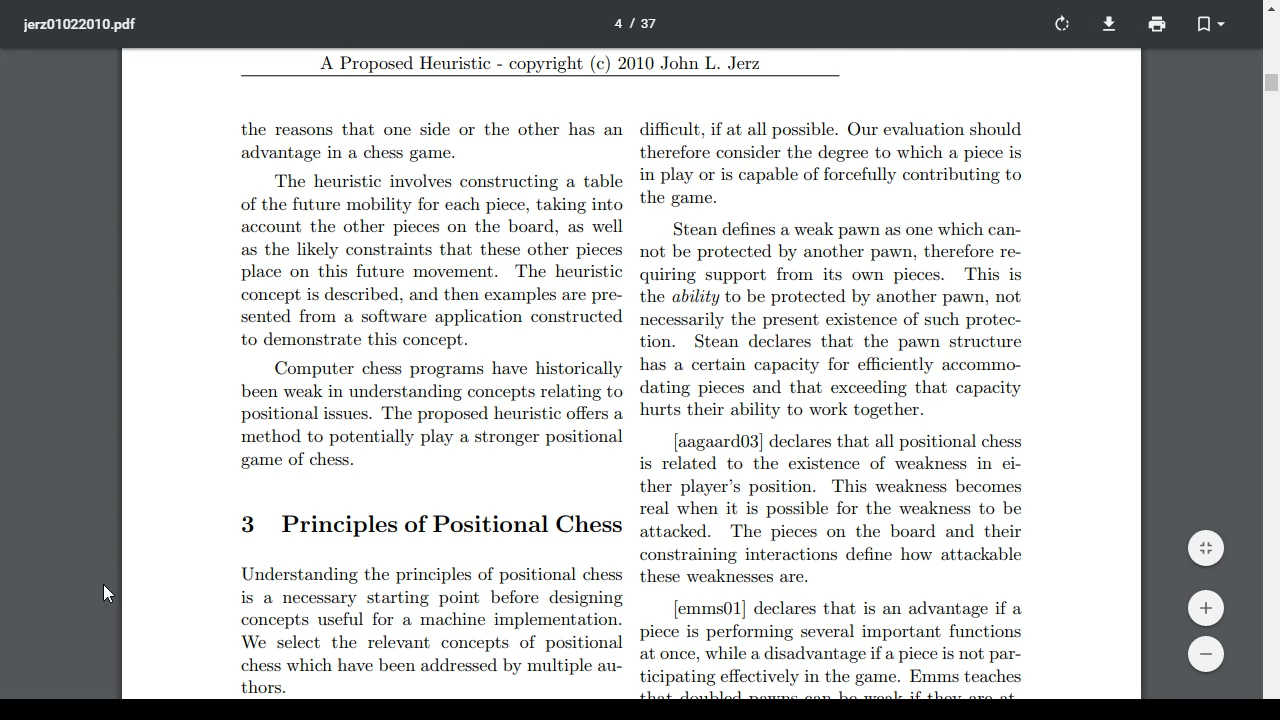 jerz01022010.pdf
4 / 37
A Proposed Heuristic - copyright (c) 2010 John L. Jerz
the reasons that one side or the other has an
advantage in a chess game.
The heuristic involves constructing a table
of the future mobility for each piece, taking into
account the other pieces on the board, as well
as the likely constraints that these other pieces
place on this future movement. The heuristic
concept is described, and then examples are pre-
sented from a software application constructed
to demonstrate this concept.
Computer chess programs have historically
been weak in understanding concepts relating to
positional issues. The proposed heuristic offers a
method to potentially play a stronger positional
game of chess.
3 Principles of Positional Chess
Understanding the principles of positional chess
is a necessary starting point before designing
concepts useful for a machine implementation.
We select the relevant concepts of positional
chess which have been addressed by multiple au-
thors.
difficult, if at all possible. Our evaluation should
therefore consider the degree to which a piece is
in play or is capable of forcefully contributing to
the game.
Stean defines a weak pawn as one which can-
not be protected by another pawn, therefore re-
quiring support from its own pieces. This is
the ability to be protected by another pawn, not
necessarily the present existence of such protec-
tion. Stean declares that the pawn structure
has a certain capacity for efficiently accommo-
dating pieces and that exceeding that capacity
hurts their ability to work together.
[aagaard03] declares that all positional chess
is related to the existence of weakness in ei-
ther player's position. This weakness becomes
real when it is possible for the weakness to be
attacked. The pieces on the board and their
constraining interactions define how attackable
these weaknesses are.
[emms01] declares that is an advantage if a
piece is performing several important functions
at once, while a disadvantage if a piece is not par-
ticipating effectively in the game. Emms teaches
that doubled pawns can be weak if they are at-